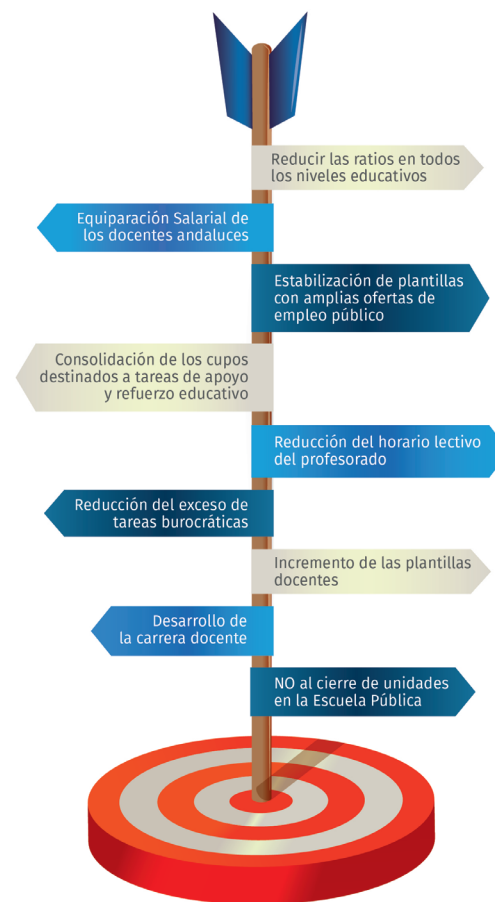 Reducir las ratios en todos
los niveles educativos
Equiparación Salarial de
los docentes andaluces
Estabilización de plantillas
con amplias ofertas de
empleo público
Consolidación de los cupos
destinados a tareas de apoyo
y refuerzo educativo
Reducción del horario lectivo
del profesorado
Reducción del exceso de
tareas burocráticas
Incremento de las plantillas
docentes
Desarrollo de
la carrera docente
NO al cierre de unidades
en la Escuela Pública